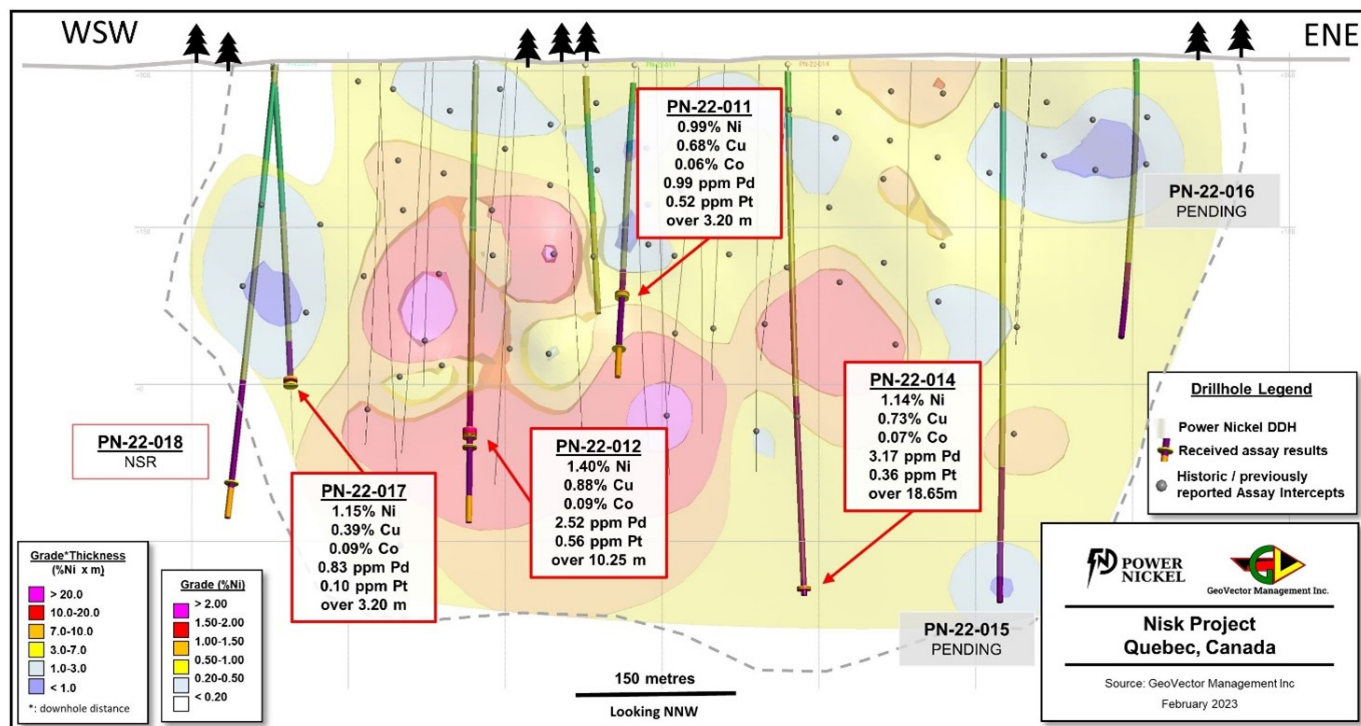 WSW
ENE
PN-22-011
0.99% Ni
0.68% Cu
0.06% Co
0.99 ppm Pd
0.52 ppm Pt
over 3.20 m
PN-22-016
PENDING
PN-22-014
1.14% Ni
0.73% Cu
0.07% Co
3.17 ppm Pd
0.36 ppm Pt
over 18.65m
PN-22-018
NSR
PN-22-017
1.15% Ni
0.39% Cu
0.09% Co
0.83 ppm Pd
0.10 ppm Pt
over 3.20 m
PN-22-012
1.40% Ni
0.88% Cu
0.09% Co
2.52 ppm Pd
0.56 ppm Pt
over 10.25 m
PN-22-015
PENDING
Drillhole Legend
Power Nickel DDH
Received assay results
Historic / previously
reported Assay Intercepts
Grade*Thickness
(%Ni x m)
> 20.0
10.0-20.0
7.0-10.0
3.0-7.0
1.0-3.0
< 1.0
*: downhole distance
Grade (%Ni)
> 2.00
1.50-2.00
1.00-1.50
0.50-1.00
0.20-0.50
< 0.20
150 metres
Looking NNW
POWER
NICKEL
GeoVector Management Inc.
Nisk Project
Quebec, Canada
Source: GeoVector Management Inc
February 2023